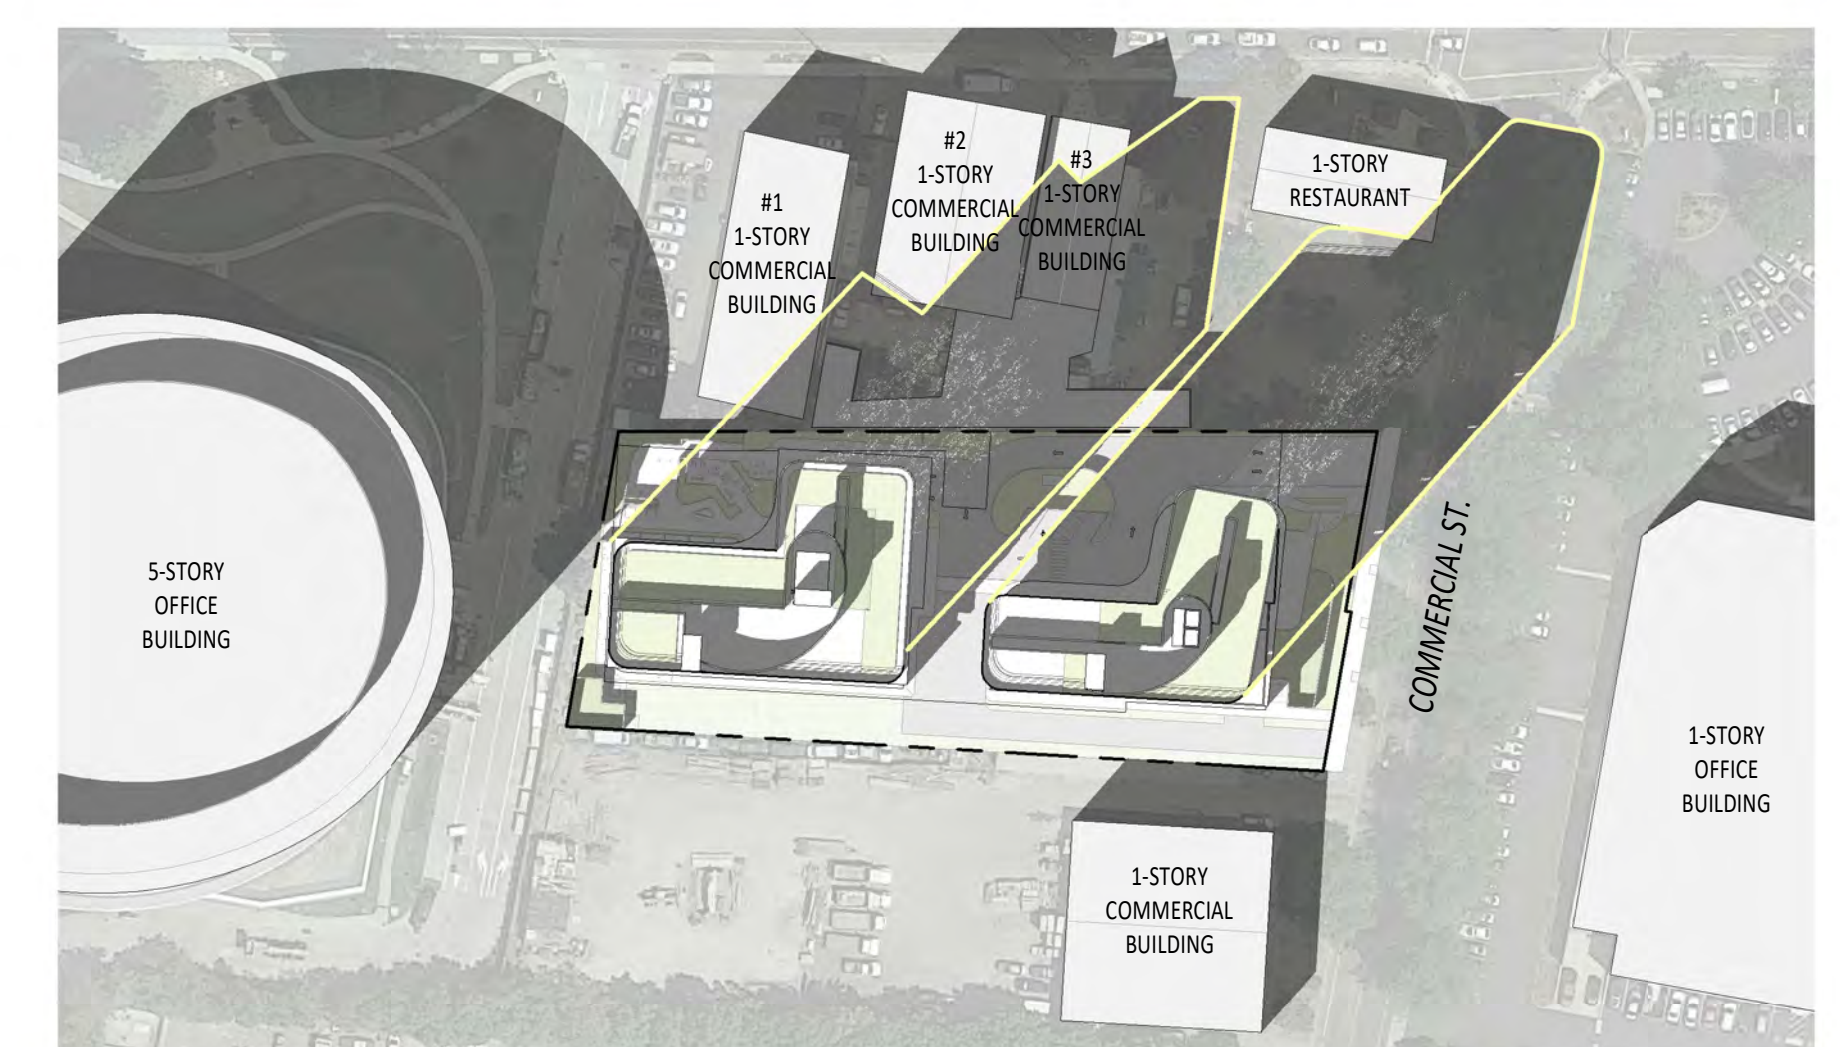 #1
1-STORY
COMMERCIAL
BUILDING
#2
1-STORY
COMMERCIAL
BUILDING
#3
1-STORY
COMMERCIAL
BUILDING
1-STORY
RESTAURANT
5-STORY
OFFICE
BUILDING
COMMERCIAL ST.
1-STORY
OFFICE
BUILDING
1-STORY
COMMERCIAL
BUILDING